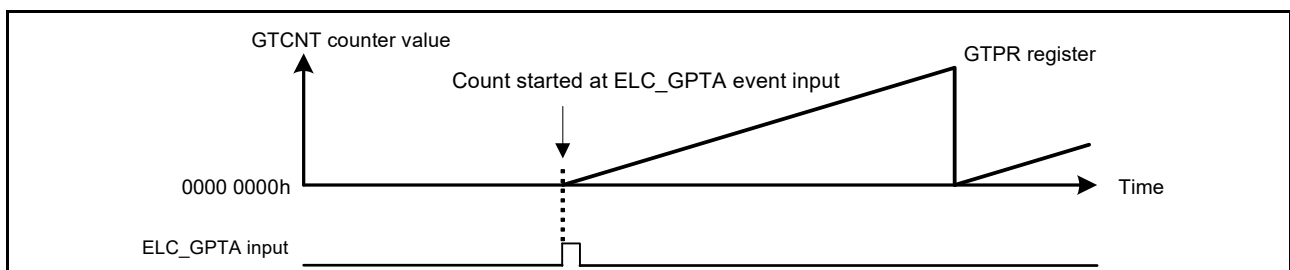 GTCNT counter value
GTPR register
Count started at ELC_GPTA event input
0000 0000h
Time
ELC_GPTA input